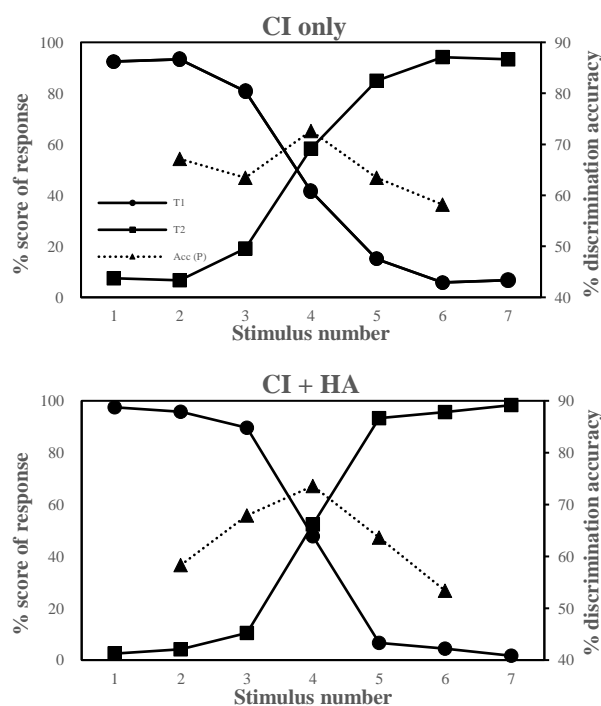 CI only
100
80
60
40
20
0
% score of response
T1
T2
Acc (P)
90
80
70
60
50
40
% discrimination accuracy
1 2 3 4 5 6 7
Stimulus number
CI + HA
100
80
60
40
20
0
% score of response
90
80
70
60
50
40
% discrimination accuracy
1 2 3 4 5 6 7
Stimulus number